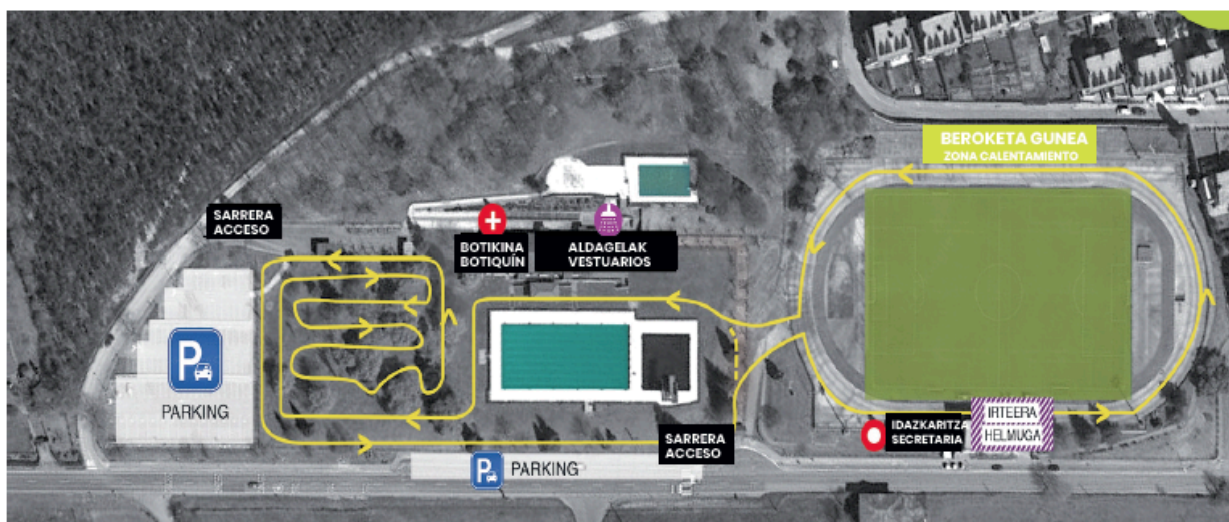 BEROKETA GUNEA
ZONA CALENTAMIENTO
SARRERA
ACCESO
BOTIKINA
BOTIQUÍN
ALDAGELAK
VESTUARIOS
P
PARKING
IRTEERA
HELMUGA
IDAZKARITZA
SECRETARIA
SARRERA
ACCESO
P
PARKING